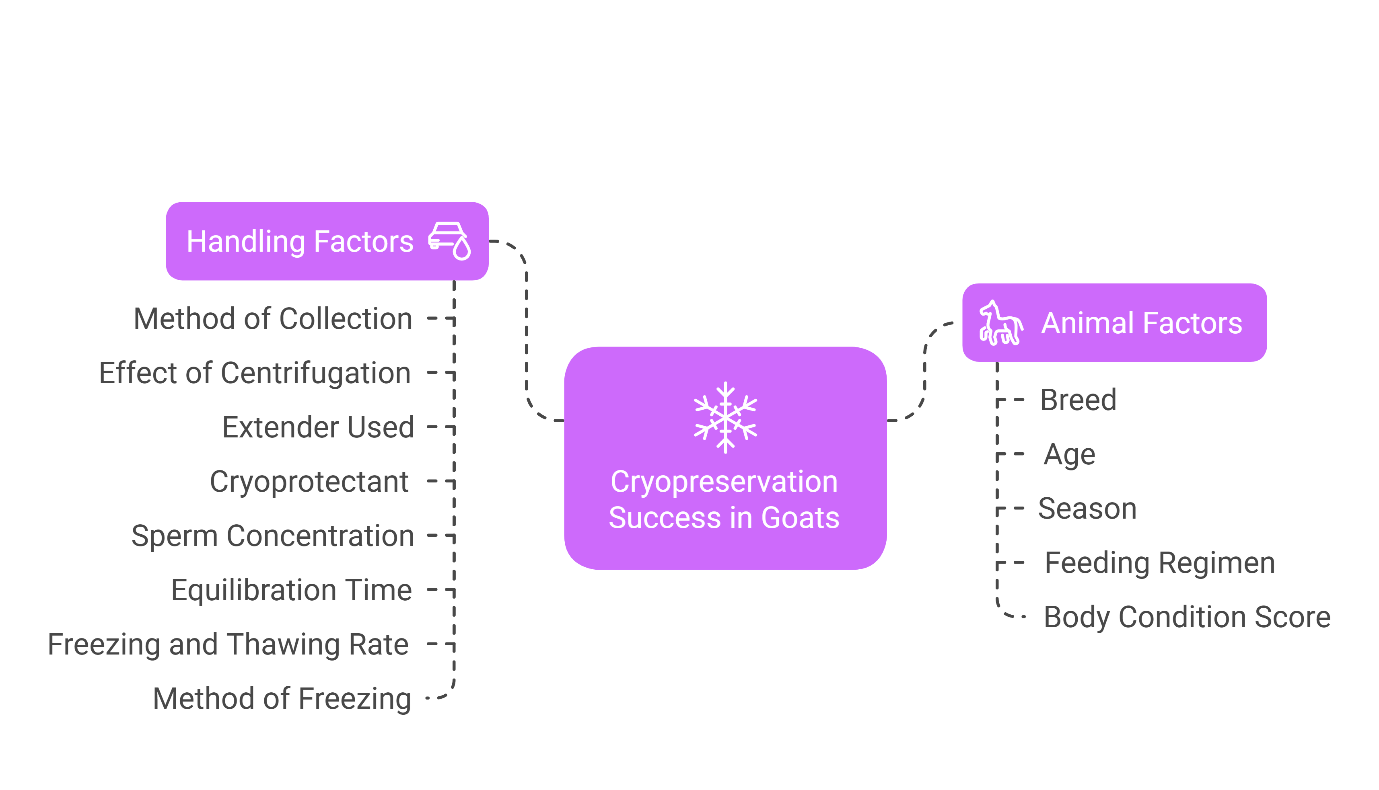 Handling Factors
Method of Collection
Effect of Centrifugation
Extender Used
Cryoprotectant
Sperm Concentration
Equilibration Time
Freezing and Thawing Rate
Method of Freezing
Cryopreservation
Success in Goats
Animal Factors
Breed
Age
Season
Feeding Regimen
Body Condition Score